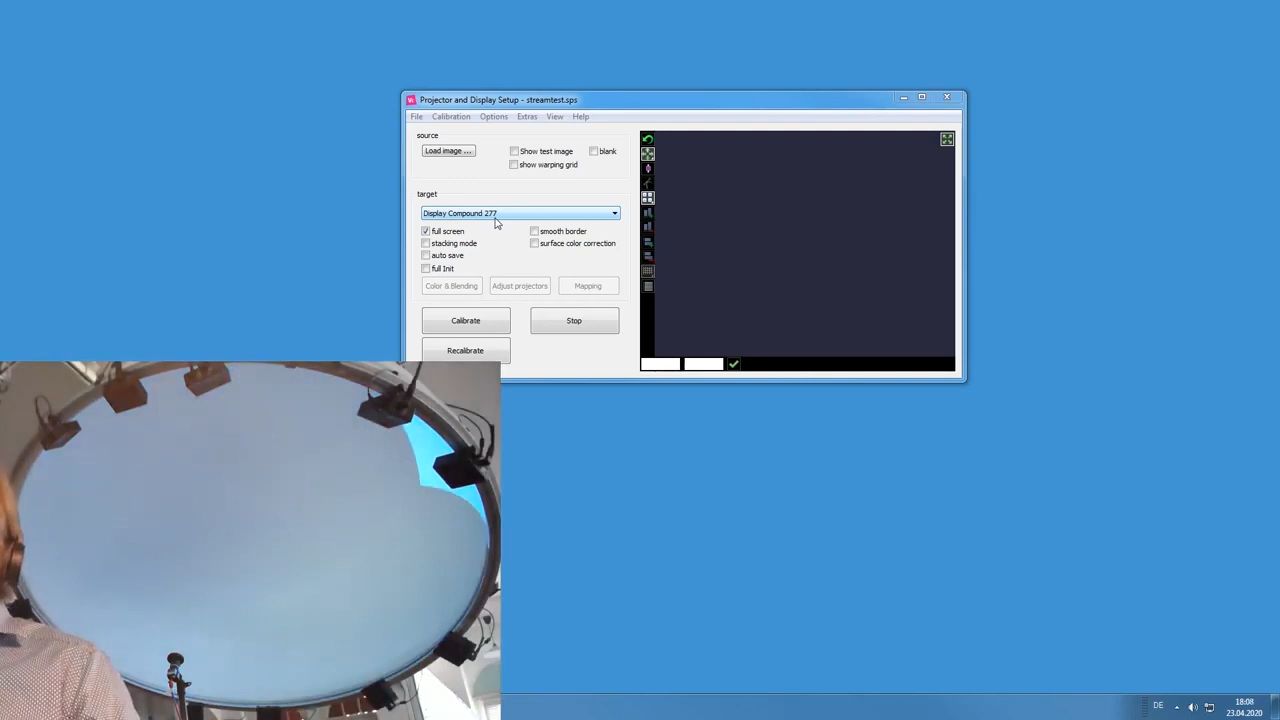 Projector and Display Setup - streamtest.sps
File Calibration Options Extras View Help
source
Load image ...
Show test image
blank
show warping grid
target
Display Compound 277
full screen
smooth border
stacking mode
surface color correction
auto save
full Init
Color & Blending
Adjust projectors
Mapping
Calibrate
Stop
Recalibrate
DE
18:08
23.04.2020